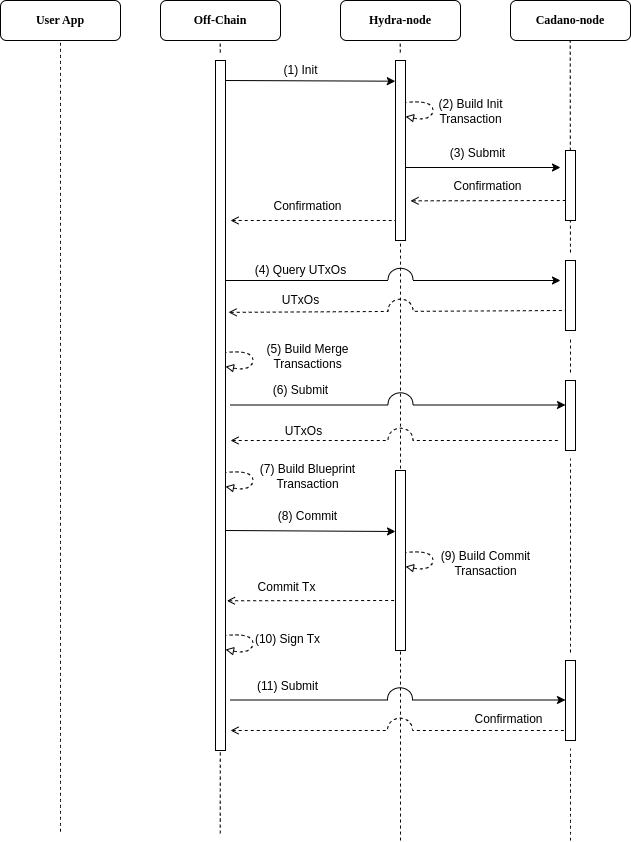 User App
Off-Chain
Hydra-node
Cadano-node
(1) Init
(2) Build Init
Transaction
(3) Submit
Confirmation
Confirmation
(4) Query UTxOs
UTxOs
(5) Build Merge
Transactions
(6) Submit
UTxOs
(7) Build Blueprint
Transaction
(8) Commit
(9) Build Commit
Transaction
Commit Tx
(10) Sign Tx
(11) Submit
Confirmation